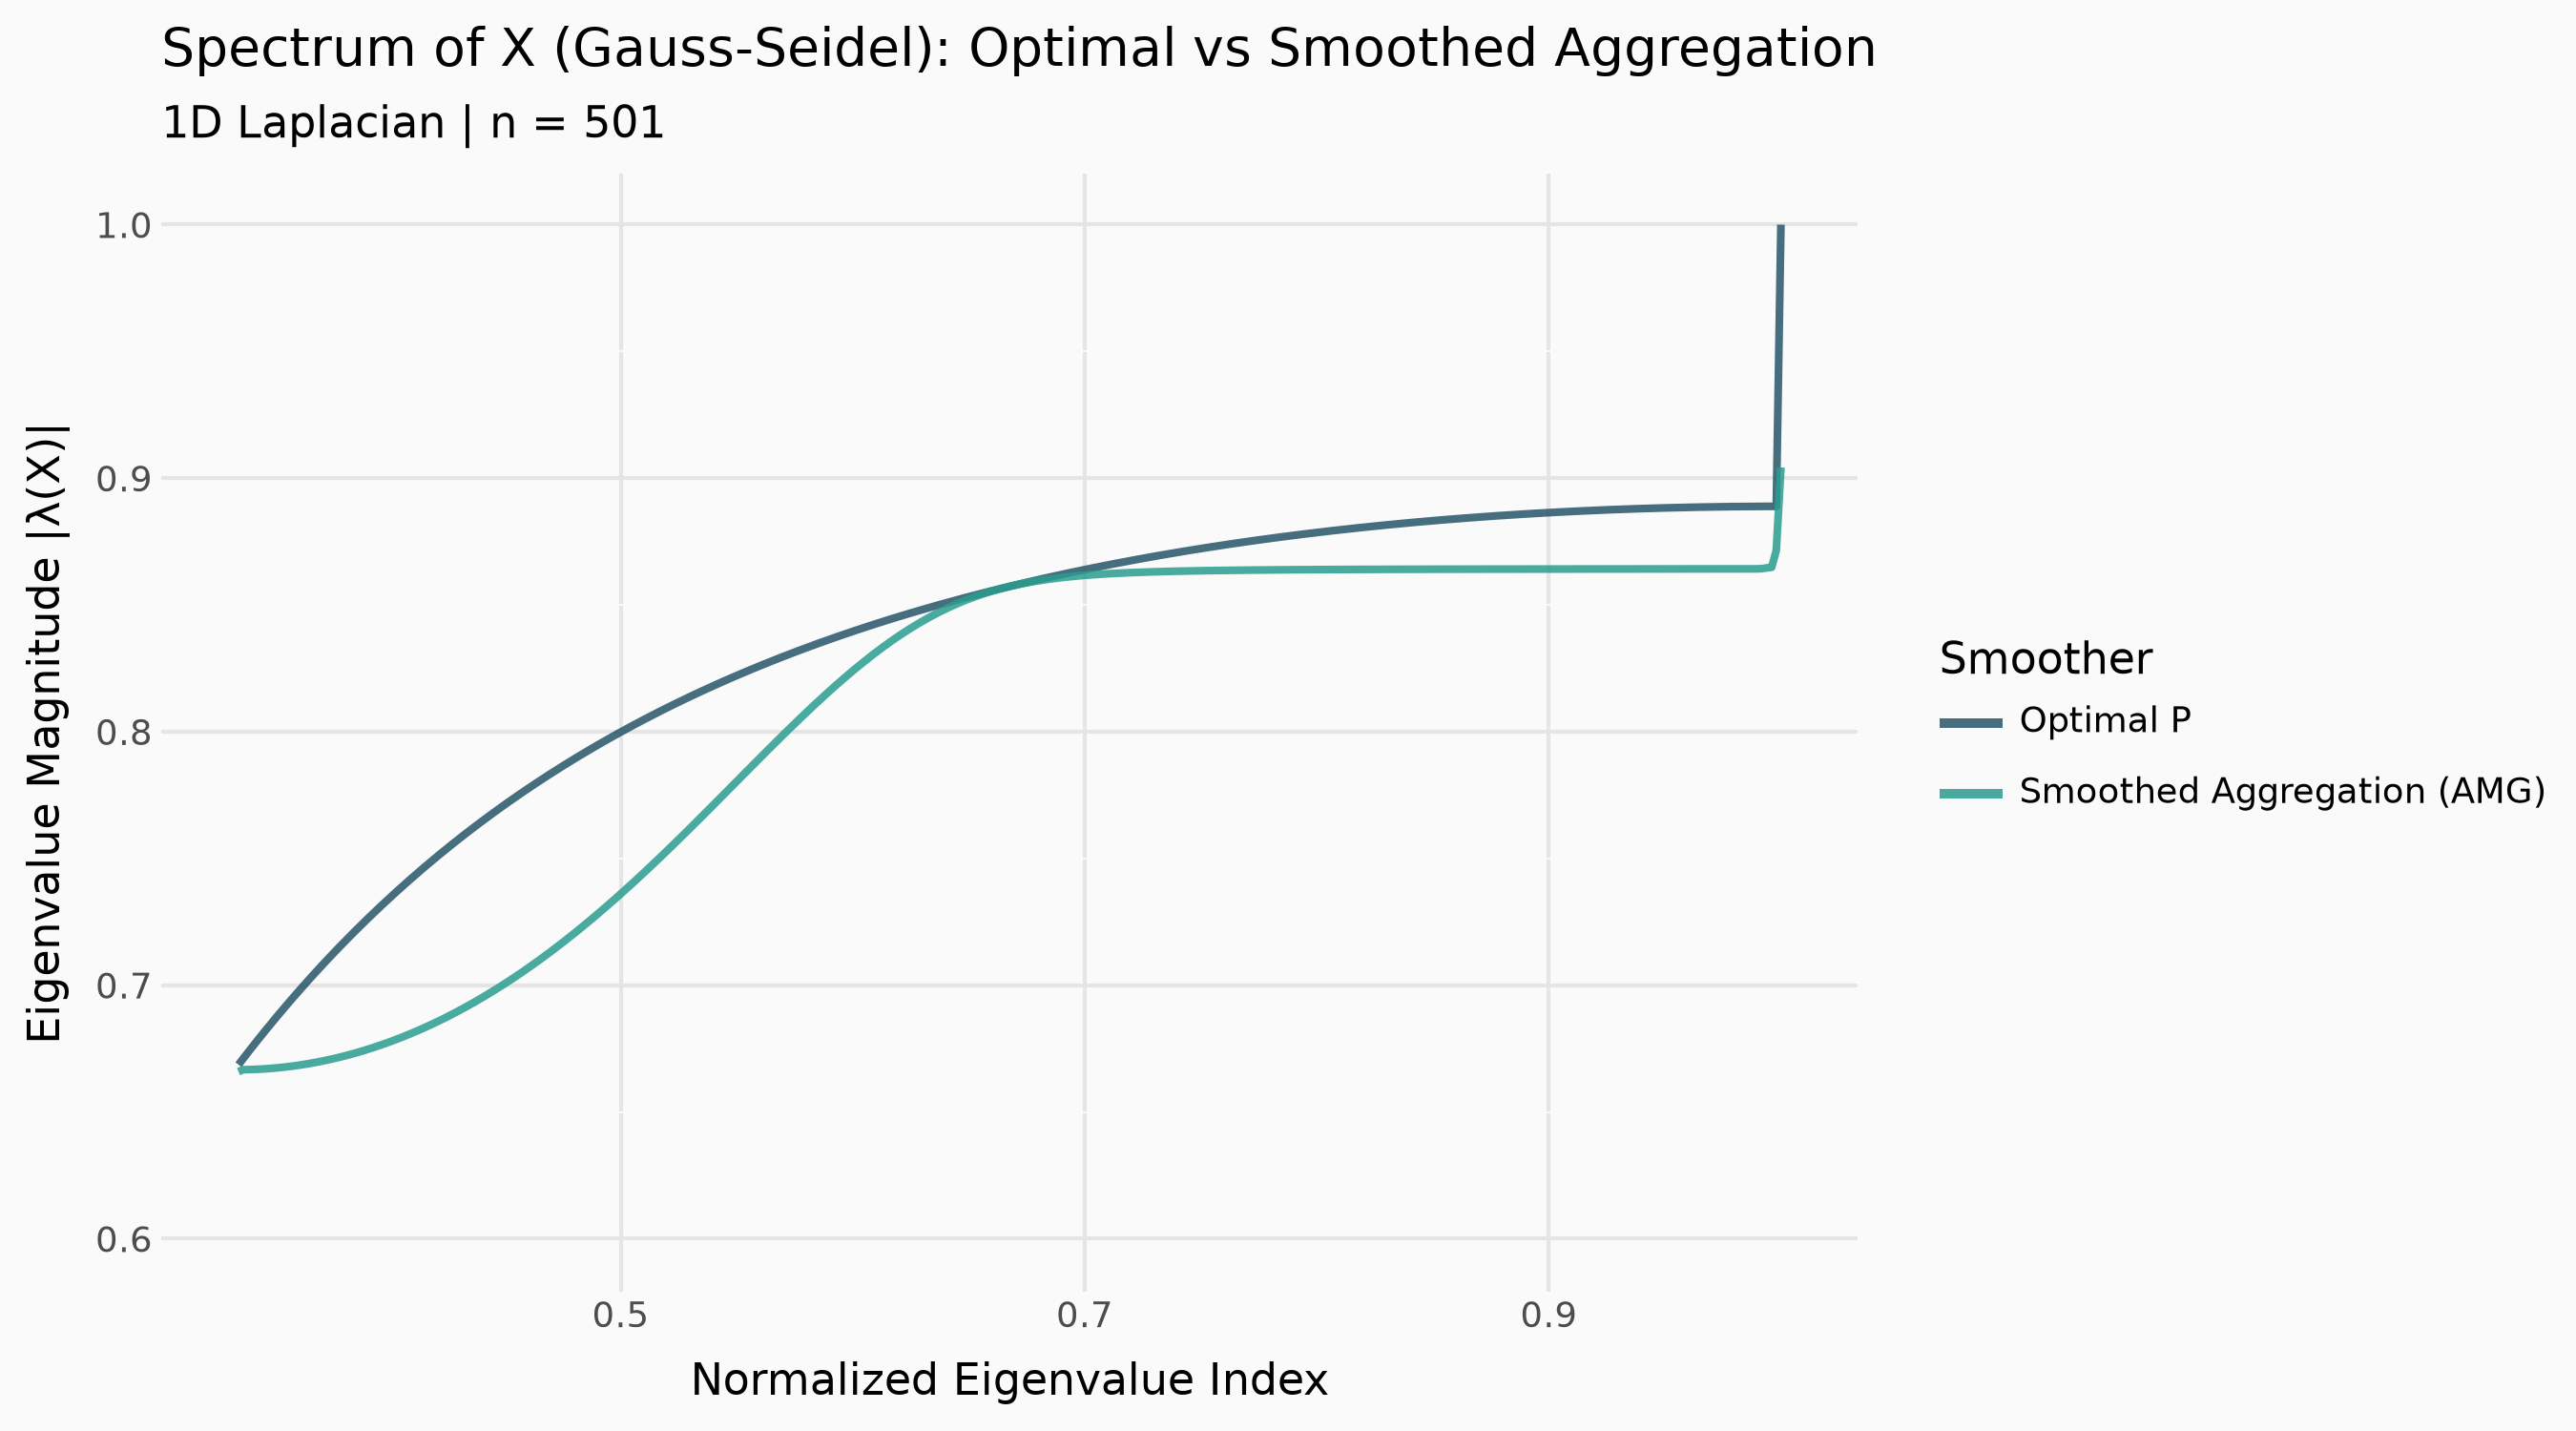 Spectrum of X (Gauss-Seidel): Optimal vs Smoothed Aggregation
1D Laplacian | n = 501
Eigenvalue Magnitude |λ(X)|
1.0
0.9
0.8
0.7
0.6
0.5
0.7
0.9
Normalized Eigenvalue Index
Smoother
Optimal P
Smoothed Aggregation (AMG)